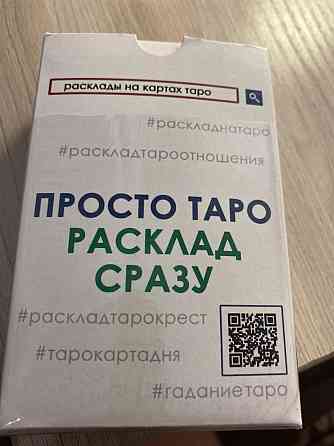 расклады на картах таро
#раскладнатаро
#раскладтароотношения
ПРОСТО ТАРО
РАСКЛАД
СРАЗУ
#раскладтарокрест
#тарокартадня
#гаданиетаро